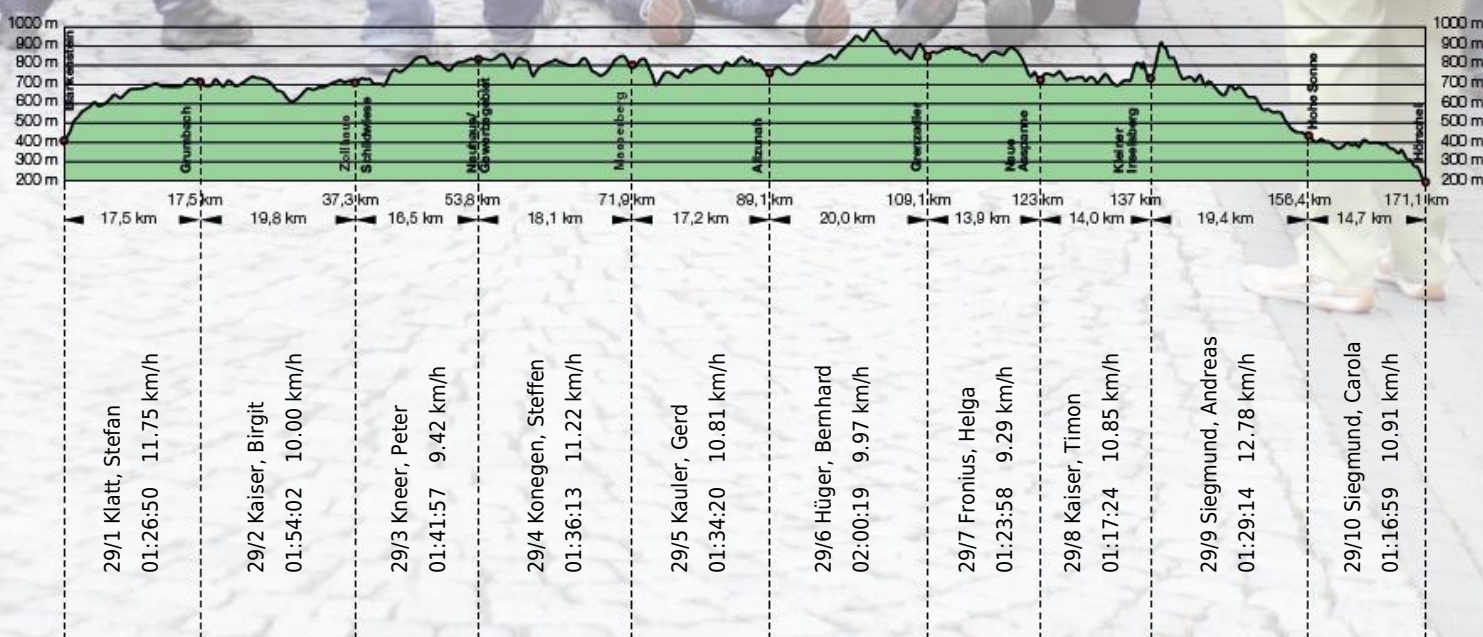 1000 m
900 m
800 m
700 m
600 m
500 m
400 m
300 m
200 m
1000 m
900 m
800 m
700 m
600 m
500 m
400 m
300 m
200 m
Blankenstein
Grumbach
Zollhaus
Schildwiese
Neuhaus/
Masserberg
Allzunah
Grenzadler
Neue
Ausspanne
Kleiner
Inselsberg
Hohe Sonne
Hörschel
17,5 km
37,3 km
53,8 km
71,9 km
89,1 km
109,1 km
123 km
137 km
156,4 km
171,1 km
17,5 km
19,8 km
16,5 km
18,1 km
17,2 km
20,0 km
13,9 km
14,0 km
19,4 km
14,7 km
29/1 Klatt, Stefan
01:26:50 11.75 km/h
29/2 Kaiser, Birgit
01:54:02 10.00 km/h
29/3 Kneer, Peter
01:41:57 9.42 km/h
29/4 Konegen, Steffen
01:36:13 11.22 km/h
29/5 Kauler, Gerd
01:34:20 10.81 km/h
29/6 Hüger, Bernhard
02:00:19 9.97 km/h
29/7 Fronius, Helga
01:23:58 9.29 km/h
29/8 Kaiser, Timon
01:17:24 10.85 km/h
29/9 Siegmund, Andreas
01:29:14 12.78 km/h
29/10 Siegmund, Carola
01:16:59 10.91 km/h